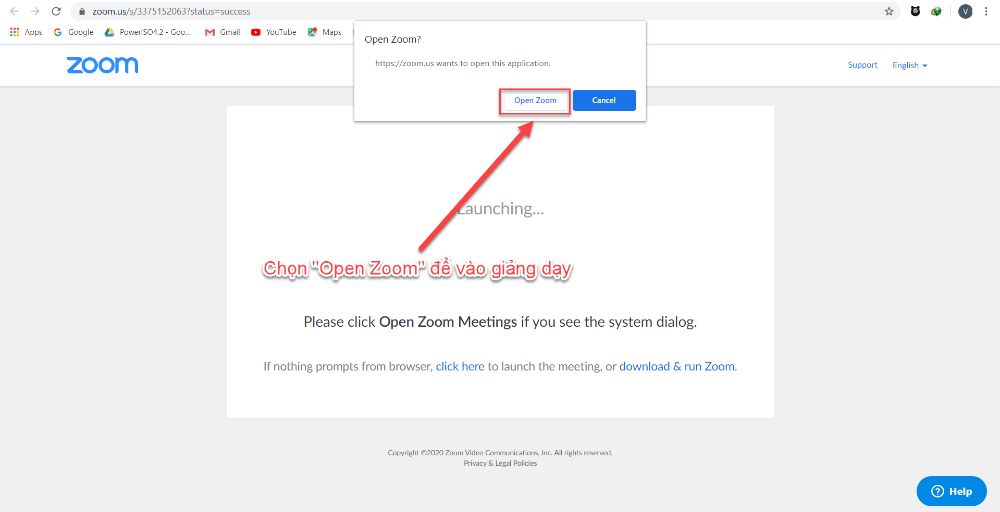 zoom.us/s/3375152063?status=success
V
Apps Google PowerISO4.2 - Goo... Gmail YouTube Maps
Open Zoom?
https://zoom.us wants to open this application.
Open Zoom Cancel
zoom
Support English
Launching...
Chọn "Open Zoom" để vào giảng dạy
Please click Open Zoom Meetings if you see the system dialog.
If nothing prompts from browser, click here to launch the meeting, or download & run Zoom.
Copyright ©2020 Zoom Video Communications, Inc. All rights reserved.
Privacy & Legal Policies
? Help